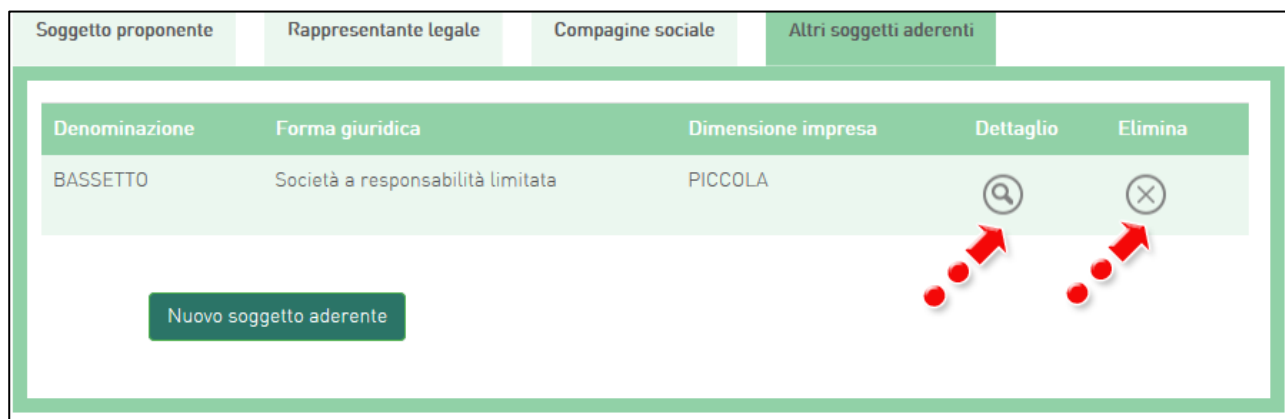 Soggetto proponente Rappresentante legale Compagine sociale Altri soggetti aderenti
Denominazione Forma giuridica Dimensione impresa Dettaglio Elimina
BASSETTO Società a responsabilità limitata PICCOLA
Nuovo soggetto aderente